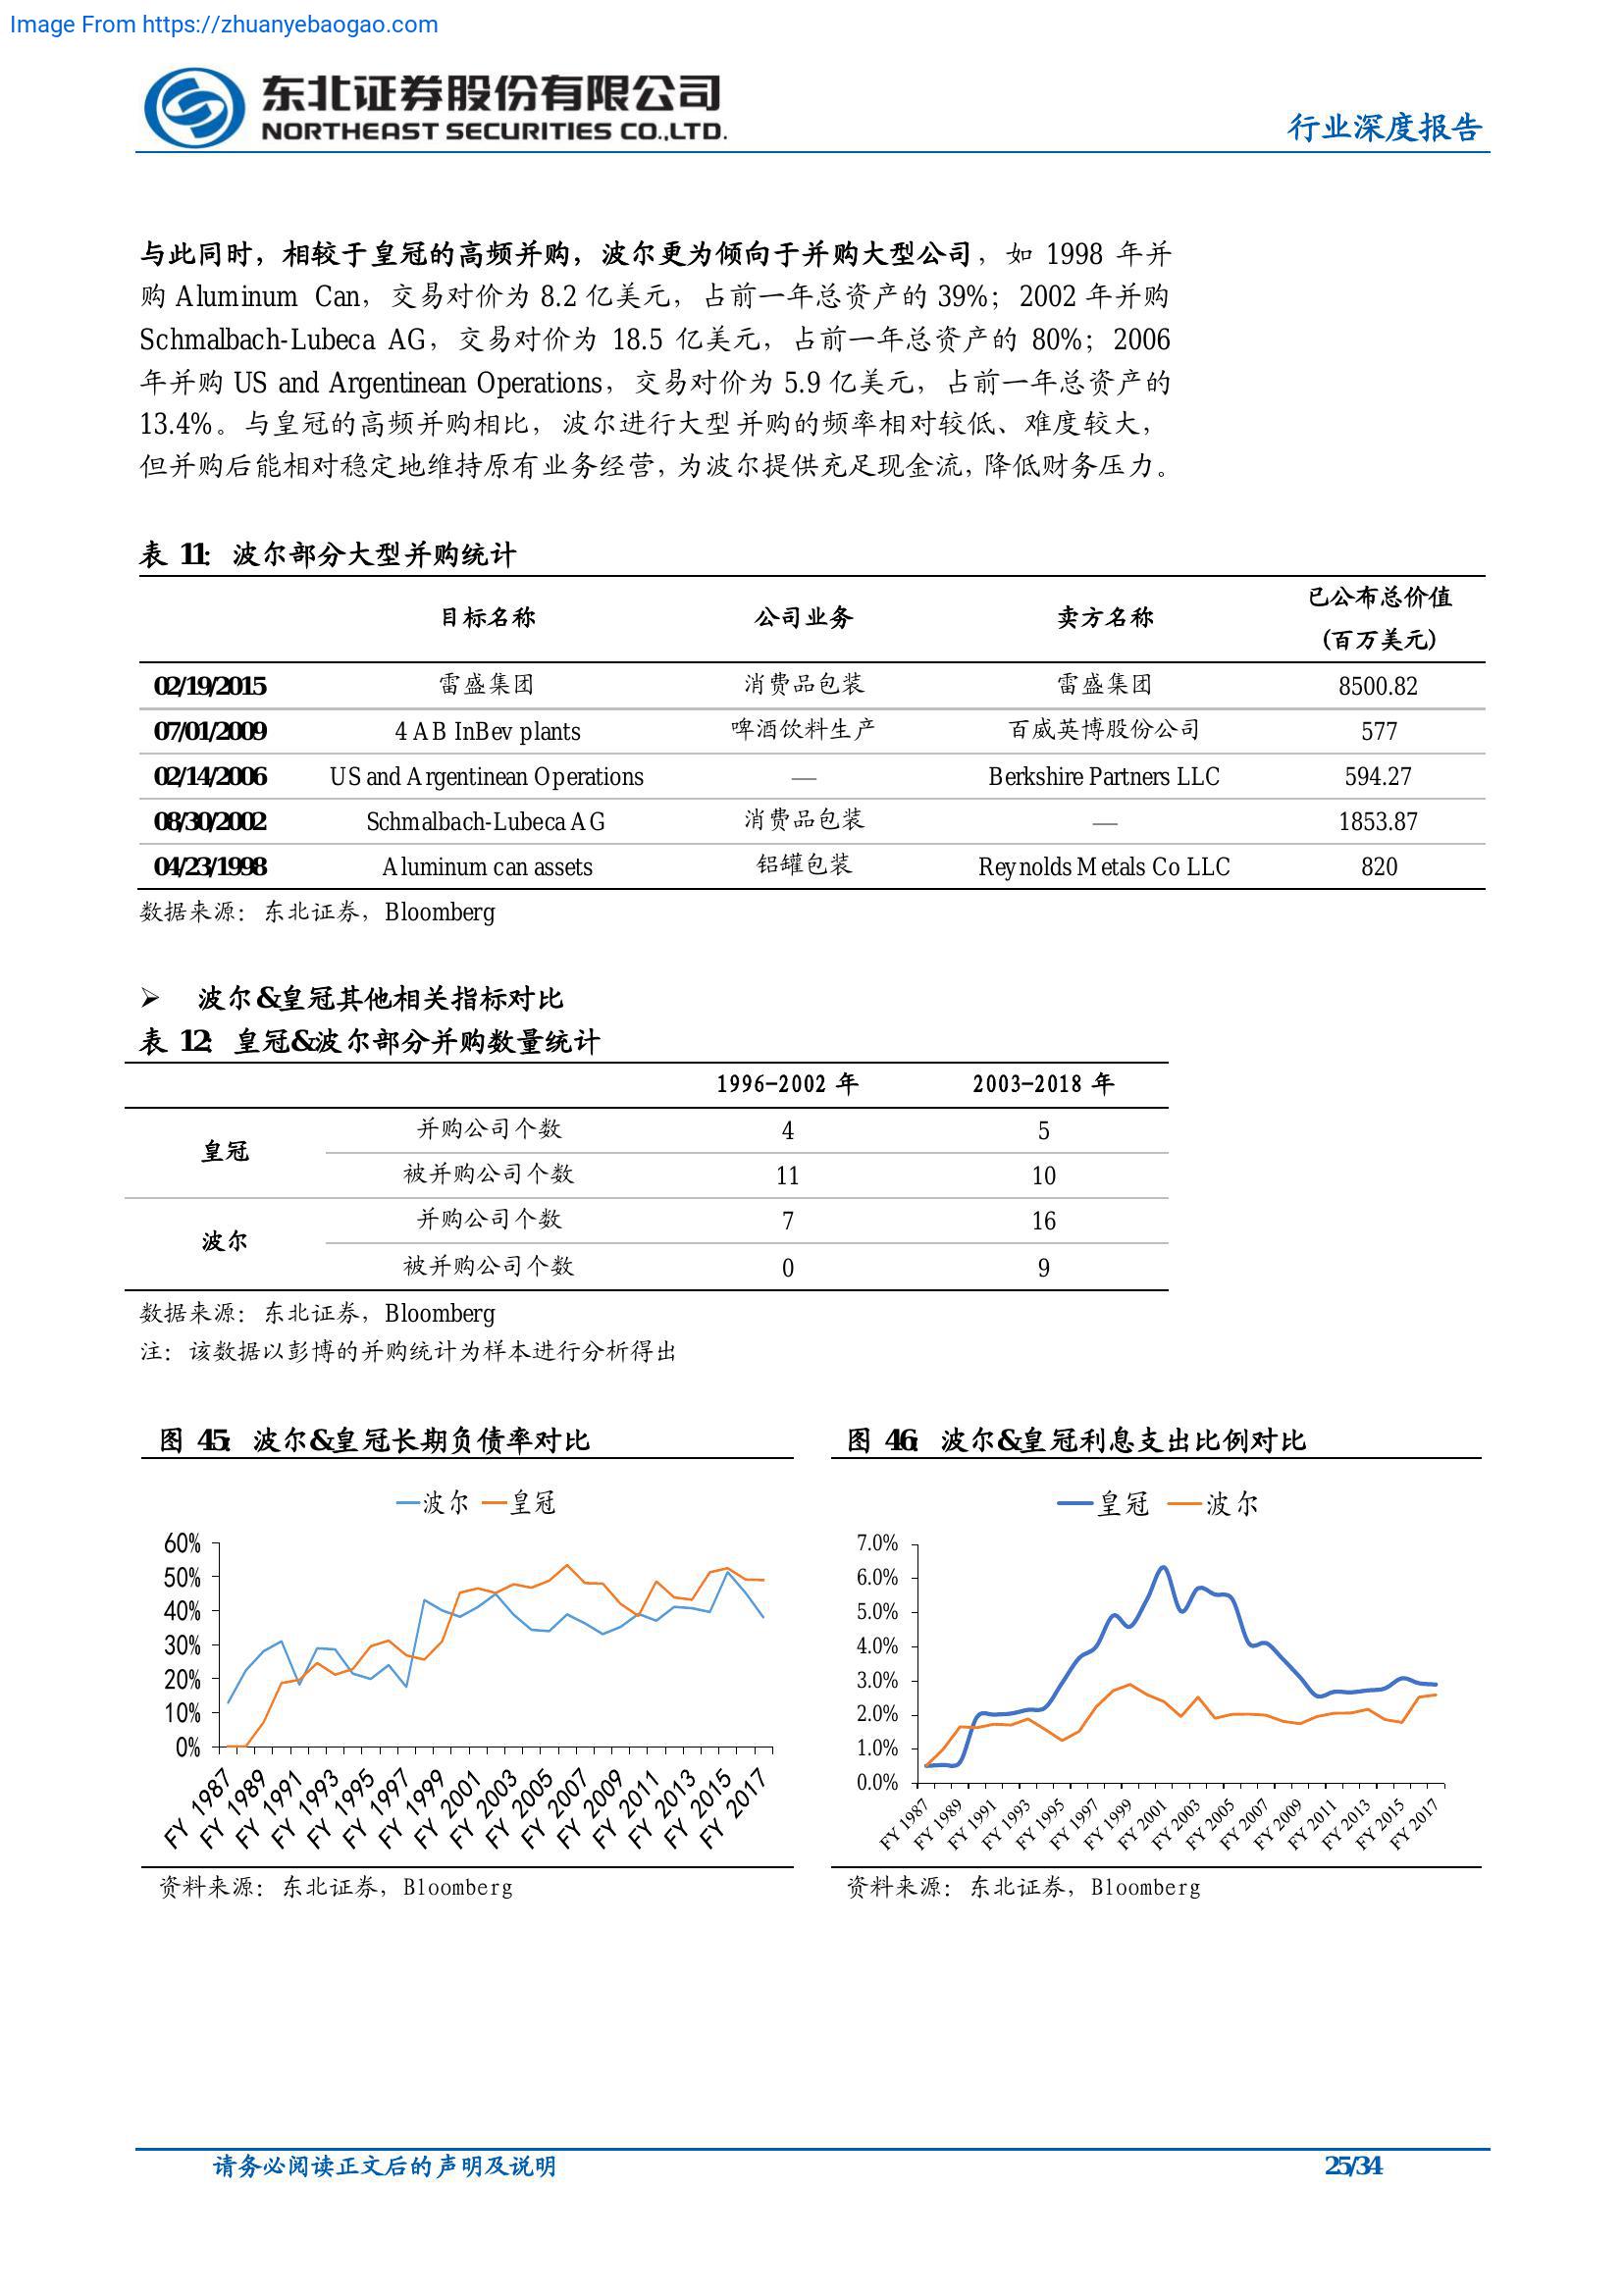 Image From https://zhuanyebaogao.com
东北证券股份有限公司
NORTHEAST SECURITIES CO.,LTD.
行业深度报告
与此同时，相较于皇冠的高频并购，波尔更为倾向于并购大型公司，如 1998 年并
购 Aluminum Can，交易对价为 8.2 亿美元，占前一年总资产的 39%；2002 年并购
Schmalbach-Lubeca AG，交易对价为 18.5 亿美元，占前一年总资产的 80%；2006
年并购 US and Argentinean Operations，交易对价为 5.9 亿美元，占前一年总资产的
13.4%。与皇冠的高频并购相比，波尔进行大型并购的频率相对较低、难度较大，
但并购后能相对稳定地维持原有业务经营，为波尔提供充足现金流，降低财务压力。
表 11：波尔部分大型并购统计
目标名称 公司业务 卖方名称 已公布总价值
(百万美元)
02/19/2015 雷盛集团 消费品包装 雷盛集团 8500.82
07/01/2009 4 AB InBev plants 啤酒饮料生产 百威英博股份公司 577
02/14/2006 US and Argentinean Operations — Berkshire Partners LLC 594.27
08/30/2002 Schmalbach-Lubeca AG 消费品包装 — 1853.87
04/23/1998 Aluminum can assets 铝罐包装 Reynolds Metals Co LLC 820
数据来源：东北证券，Bloomberg
➢ 波尔&皇冠其他相关指标对比
表 12：皇冠&波尔部分并购数量统计
1996-2002 年 2003-2018 年
皇冠 并购公司个数 4 5
被并购公司个数 11 10
波尔 并购公司个数 7 16
被并购公司个数 0 9
数据来源：东北证券，Bloomberg
注：该数据以彭博的并购统计为样本进行分析得出
图 45：波尔&皇冠长期负债率对比
波尔 皇冠
60%
50%
40%
30%
20%
10%
0%
FY 1987 FY 1989 FY 1991 FY 1993 FY 1995 FY 1997 FY 1999 FY 2001 FY 2003 FY 2005 FY 2007 FY 2009 FY 2011 FY 2013 FY 2015 FY 2017
资料来源：东北证券，Bloomberg
图 46：波尔&皇冠利息支出比例对比
皇冠 波尔
7.0%
6.0%
5.0%
4.0%
3.0%
2.0%
1.0%
0.0%
FY 1987 FY 1989 FY 1991 FY 1993 FY 1995 FY 1997 FY 1999 FY 2001 FY 2003 FY 2005 FY 2007 FY 2009 FY 2011 FY 2013 FY 2015 FY 2017
资料来源：东北证券，Bloomberg
请务必阅读正文后的声明及说明 25/34